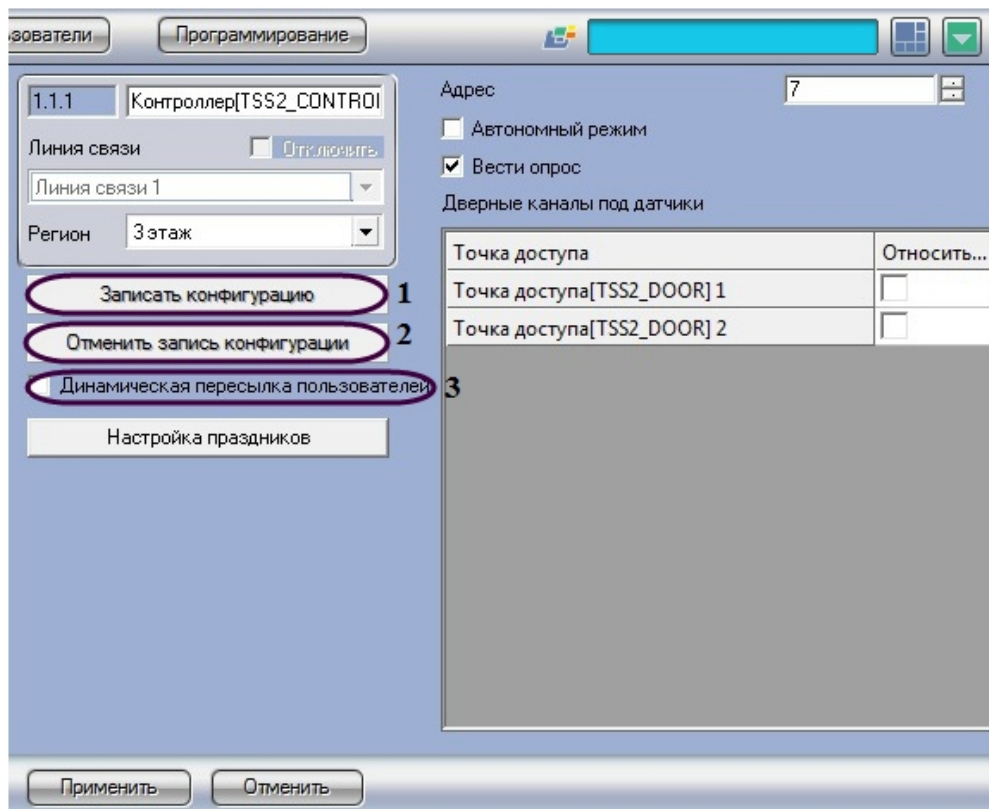 зователи
Программирование
1.1.1
Контроллер[TSS2_CONTROI
Линия связи
Отключить
Линия связи 1
Регион
3 этаж
Записать конфигурацию
1
Отменить запись конфигурации
2
Динамическая пересылка пользователей
3
Настройка праздников
Адрес
7
Автономный режим
Вести опрос
Дверные каналы под датчики
Точка доступа
Относить...
Точка доступа[TSS2_DOOR] 1
Точка доступа[TSS2_DOOR] 2
Применить
Отменить